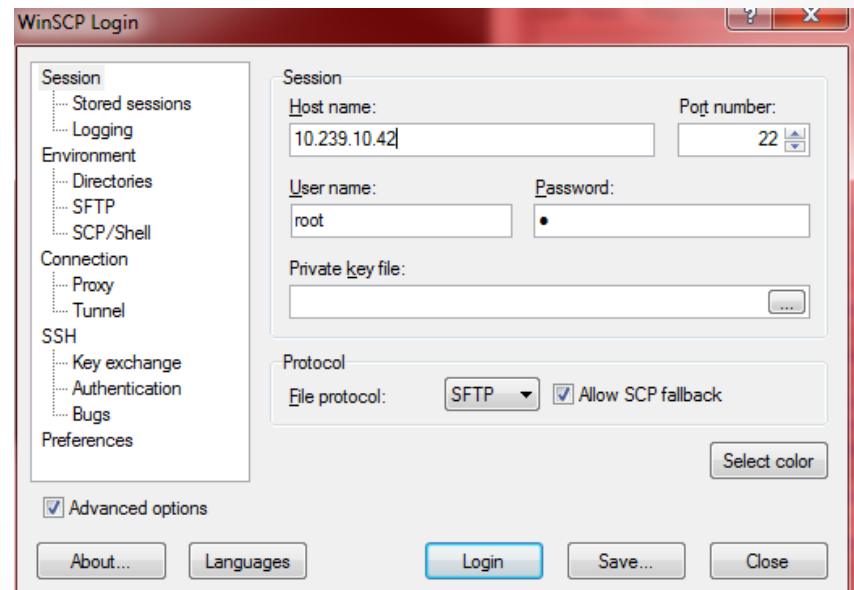 WinSCP Login
Session
Stored sessions
Logging
Environment
Directories
SFTP
SCP/Shell
Connection
Proxy
Tunnel
SSH
Key exchange
Authentication
Bugs
Preferences
Session
Host name:
Port number:
10.239.10.42
22
User name:
Password:
root
●
Private key file:
...
Protocol
File protocol:
SFTP
Allow SCP fallback
Select color
Advanced options
About...
Languages
Login
Save...
Close